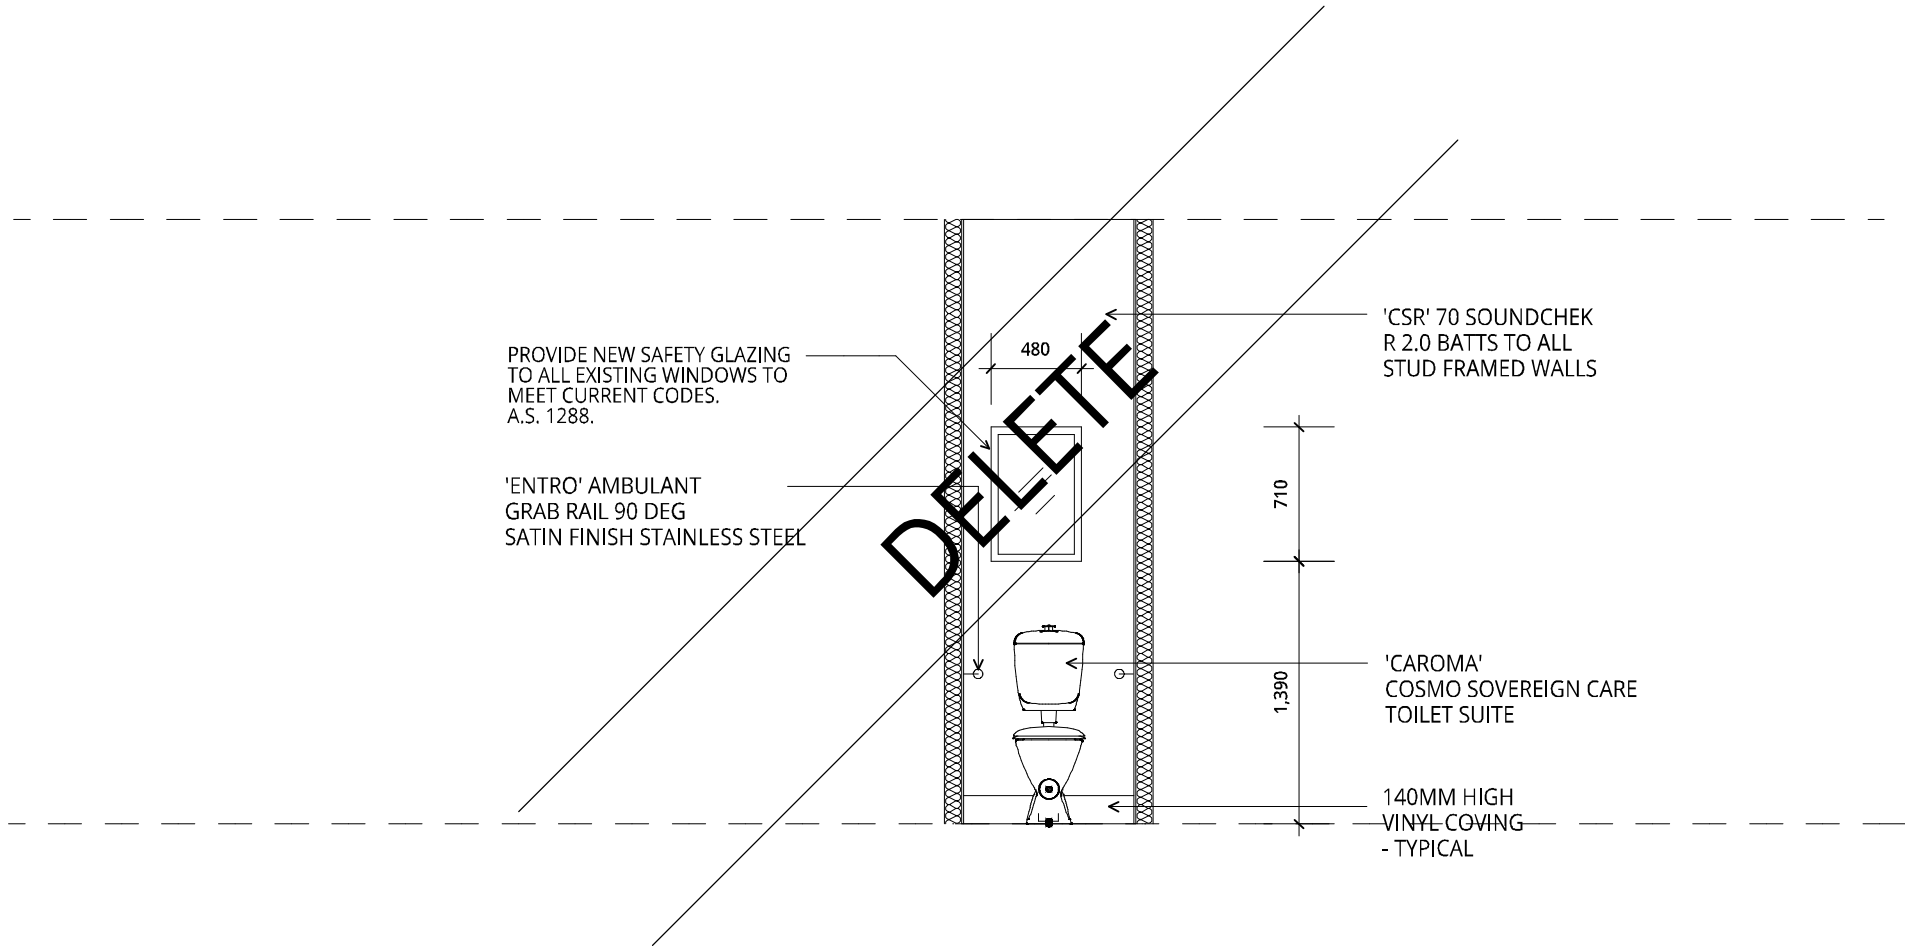 'CSR' 70 SOUNDCHEK
R 2.0 BATTS TO ALL
STUD FRAMED WALLS
480
PROVIDE NEW SAFETY GLAZING
TO ALL EXISTING WINDOWS TO
MEET CURRENT CODES.
A.S. 1288.
DELETE
'ENTRO' AMBULANT
GRAB RAIL 90 DEG
SATIN FINISH STAINLESS STEEL
710
'CAROMA'
COSMO SOVEREIGN CARE
TOILET SUITE
1,390
140MM HIGH
VINYL COVING
- TYPICAL